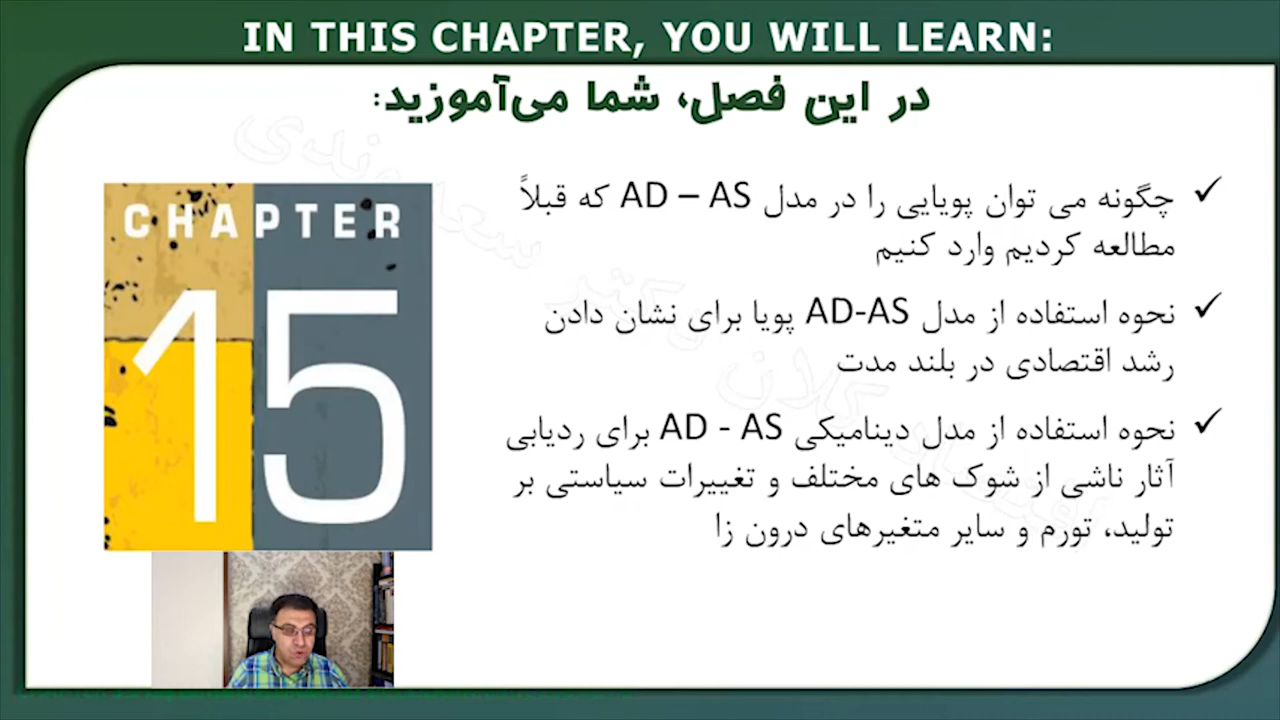 IN THIS CHAPTER, YOU WILL LEARN:
در این فصل، شما می‌آموزید:
چگونه می توان پویایی را در مدل AD – AS که قبلاً
مطالعه کردیم وارد کنیم
نحوه استفاده از مدل AD-AS پویا برای نشان دادن
رشد اقتصادی در بلند مدت
نحوه استفاده از مدل دینامیکی AD - AS برای ردیابی
آثار ناشی از شوک های مختلف و تغییرات سیاستی بر
تولید، تورم و سایر متغیرهای درون زا
CHAPTER
15